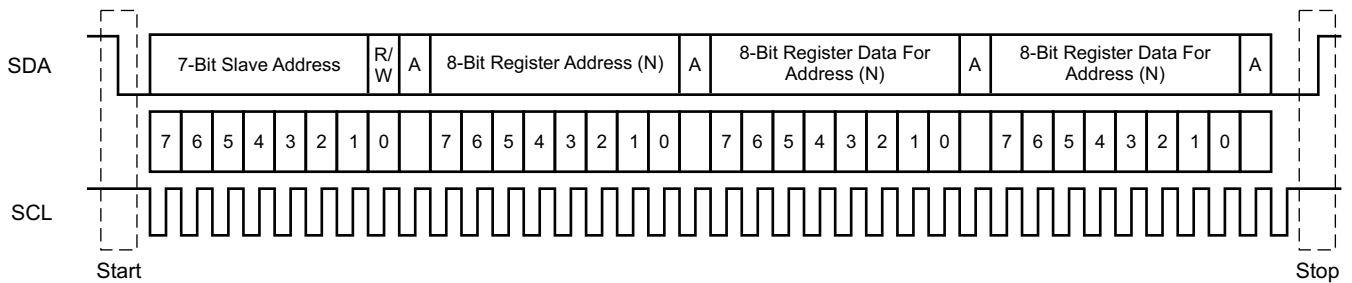 SDA
7-Bit Slave Address
R/
W
A
8-Bit Register Address (N)
A
8-Bit Register Data For
Address (N)
A
8-Bit Register Data For
Address (N)
A
7 6 5 4 3 2 1 0 7 6 5 4 3 2 1 0 7 6 5 4 3 2 1 0 7 6 5 4 3 2 1 0
SCL
Start
Stop